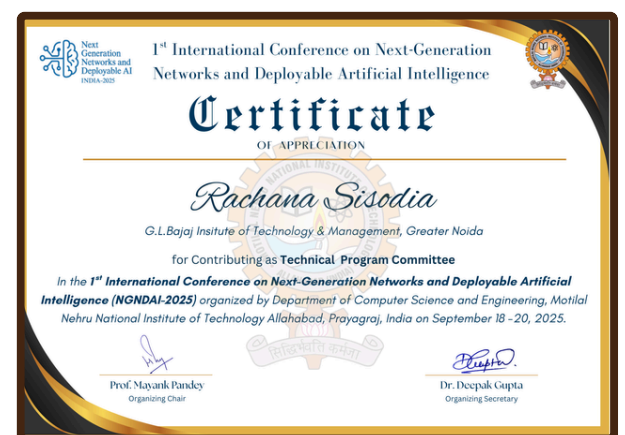 Next
Generation
Networks and
Deployable AI
INDIA-2025
1st International Conference on Next-Generation
Networks and Deployable Artificial Intelligence
Certificate
OF APPRECIATION
Rachana Sisodia
G.L.Bajaj Insitute of Technology & Management, Greater Noida
for Contributing as Technical Program Committee
In the 1st International Conference on Next-Generation Networks and Deployable Artificial
Intelligence (NGNDAI-2025) organized by Department of Computer Science and Engineering, Motilal
Nehru National Institute of Technology Allahabad, Prayagraj, India on September 18 -20, 2025.
सिद्धिर्भवति कर्मजा
Prof. Mayank Pandey
Organizing Chair
Dr. Deepak Gupta
Organizing Secretary